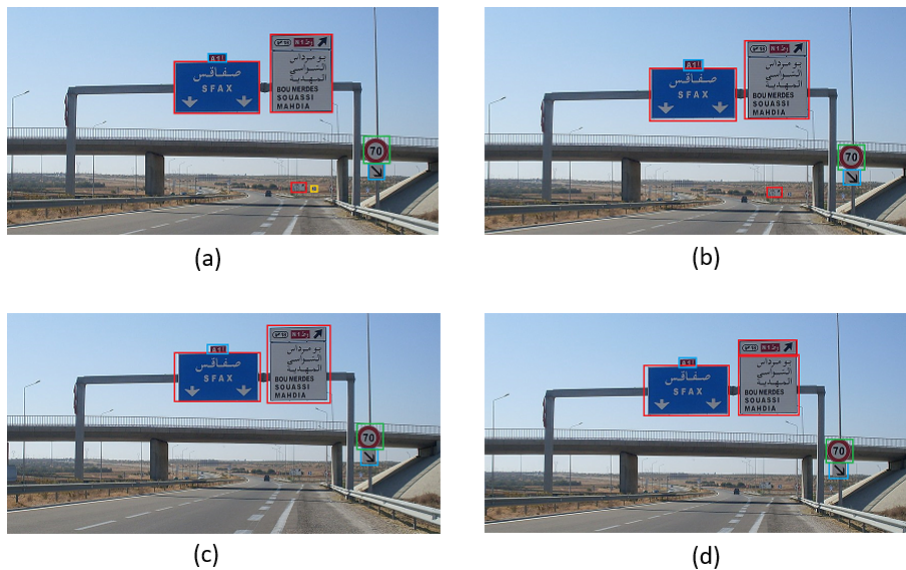 A1
صفاقس
SFAX
بو مرداس
السواسي
المهدية
BOU MERDES
SOUASSI
MAHDIA
70
(a)
A1
صفاقس
SFAX
بو مرداس
السواسي
المهدية
BOU MERDES
SOUASSI
MAHDIA
70
(b)
A1
صفاقس
SFAX
بو مرداس
السواسي
المهدية
BOU MERDES
SOUASSI
MAHDIA
70
(c)
A1
صفاقس
SFAX
بو مرداس
السواسي
المهدية
BOU MERDES
SOUASSI
MAHDIA
70
(d)